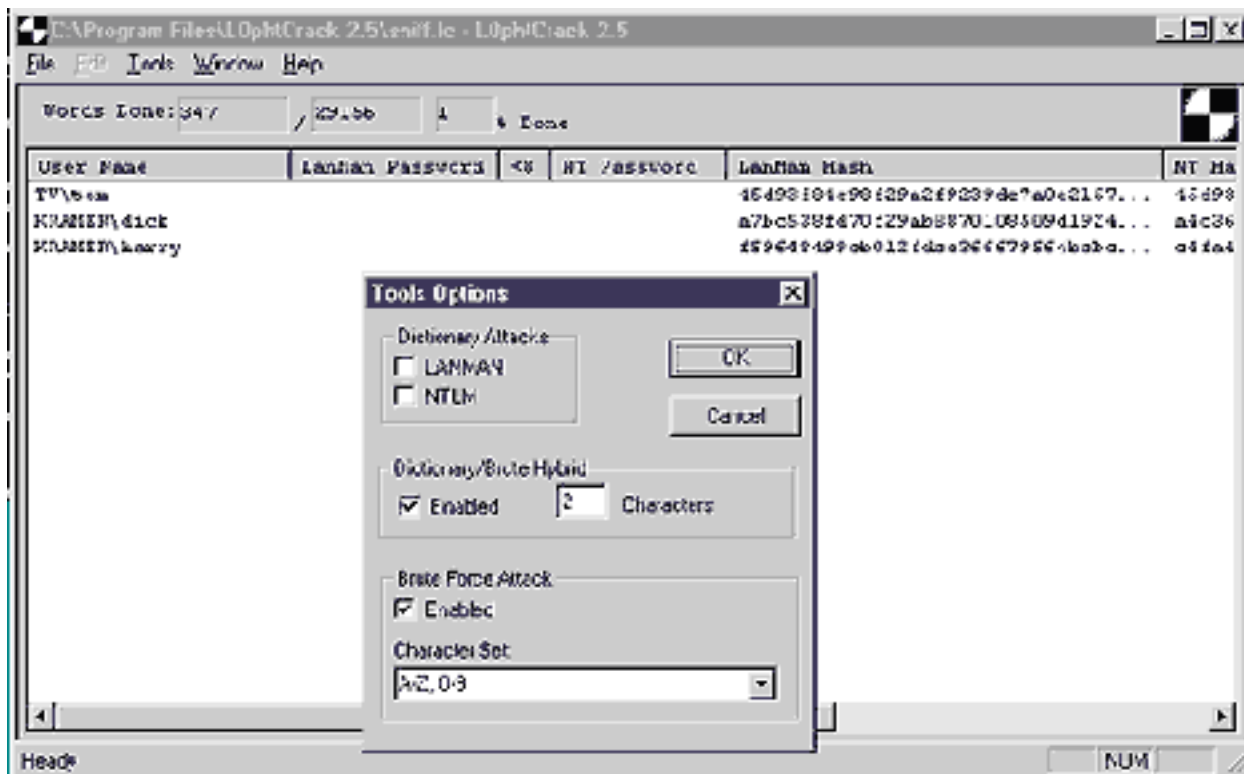 C:\Program Files\L0phtCrack 2.5\sniff.lc - L0phtCrack 2.5
File Edit Tools Window Help
Words Done: 347 / 29156 1 % Done
User Name LanMan Password <8 NT Password LanMan Hash NT Ha
TV\
KRAMER\dick
KRAMER\harry
Tools Options
Dictionary Attacks
LANMAN
NTLM
OK
Cancel
Dictionary/Brute Hybrid
Enabled 2 Characters
Brute Force Attack
Enabled
Character Set:
A-Z, 0-9
Ready NUM